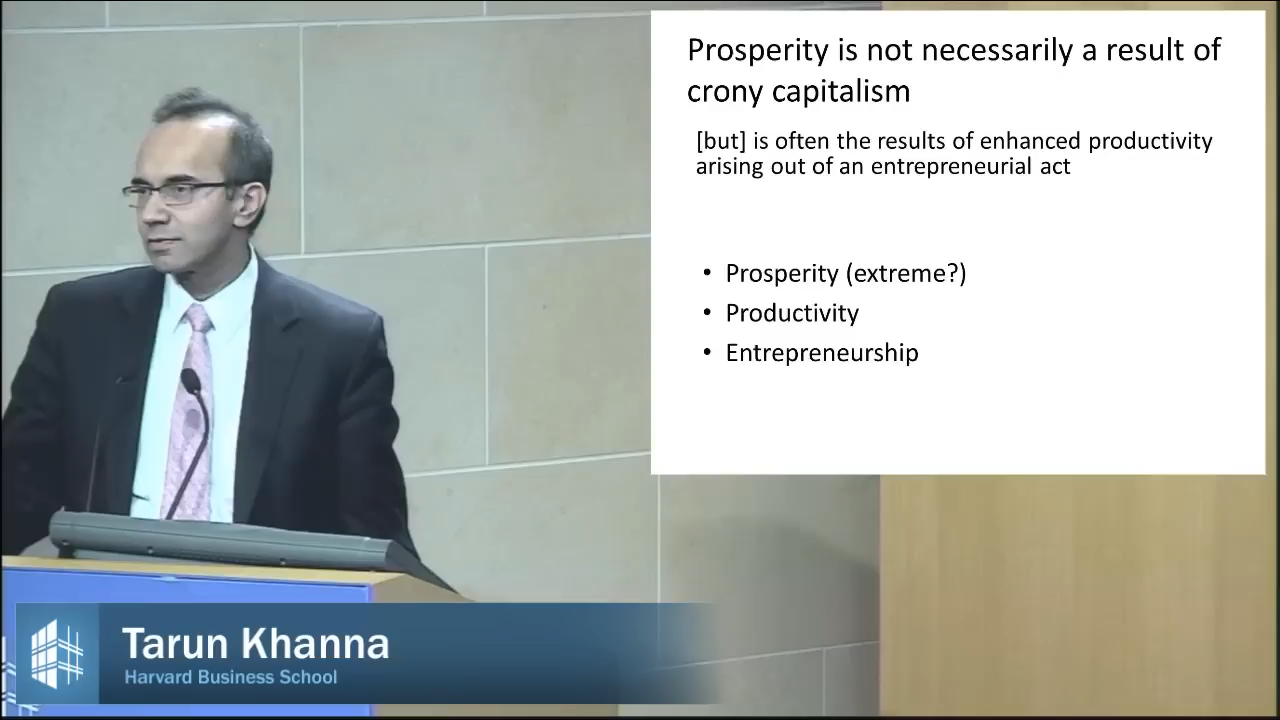 Prosperity is not necessarily a result of
crony capitalism
[but] is often the results of enhanced productivity
arising out of an entrepreneurial act
• Prosperity (extreme?)
• Productivity
• Entrepreneurship
Tarun Khanna
Harvard Business School